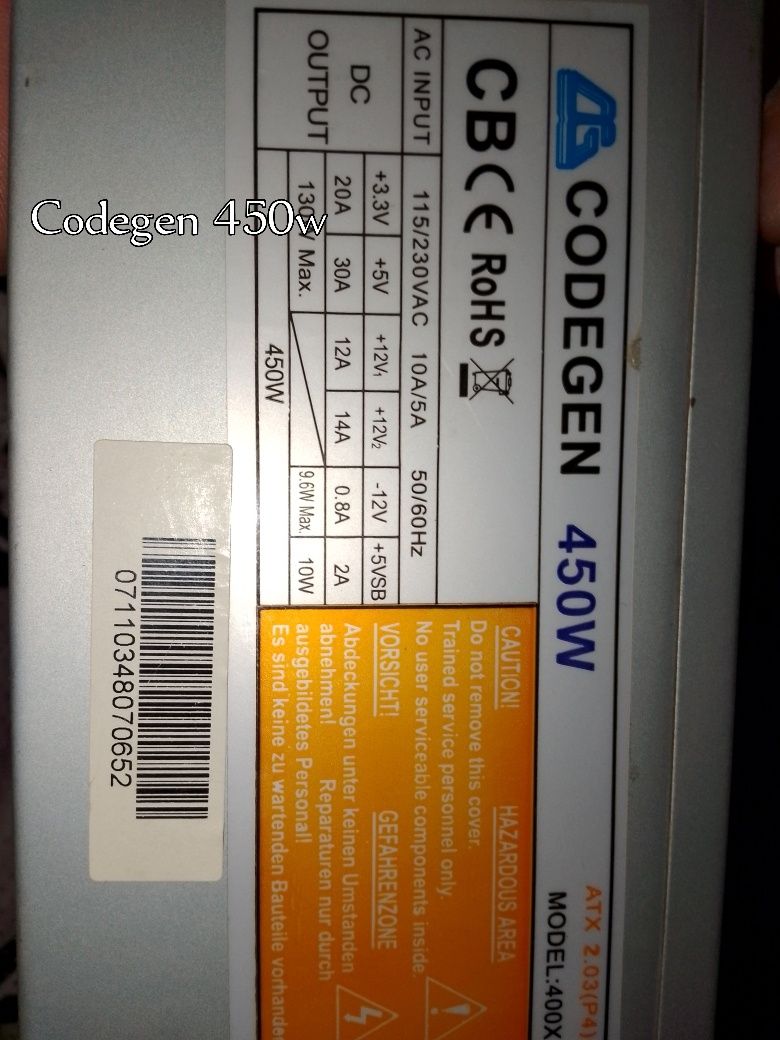 CODEGEN 450W
ATX 2.03(P4)
MODEL:400X
CB CE RoHS
AC INPUT 115/230VAC 10A/5A 50/60Hz
DC OUTPUT +3.3V +5V +12V₁ +12V₂ -12V +5VSB
20A 30A 12A 14A 0.8A 2A
Max. 9.6W Max. 10W
450W
CAUTION! HAZARDOUS AREA
Do not remove this cover.
Trained service personnel only.
No user serviceable components inside.
VORSICHT! GEFAHRENZONE
Abdeckungen unter keinen Umstanden
abnehmen! Reparaturen nur durch
ausgebildetes Personal!
Es sind keine zu wartenden Bauteile
07110348070652
Codegen 450w